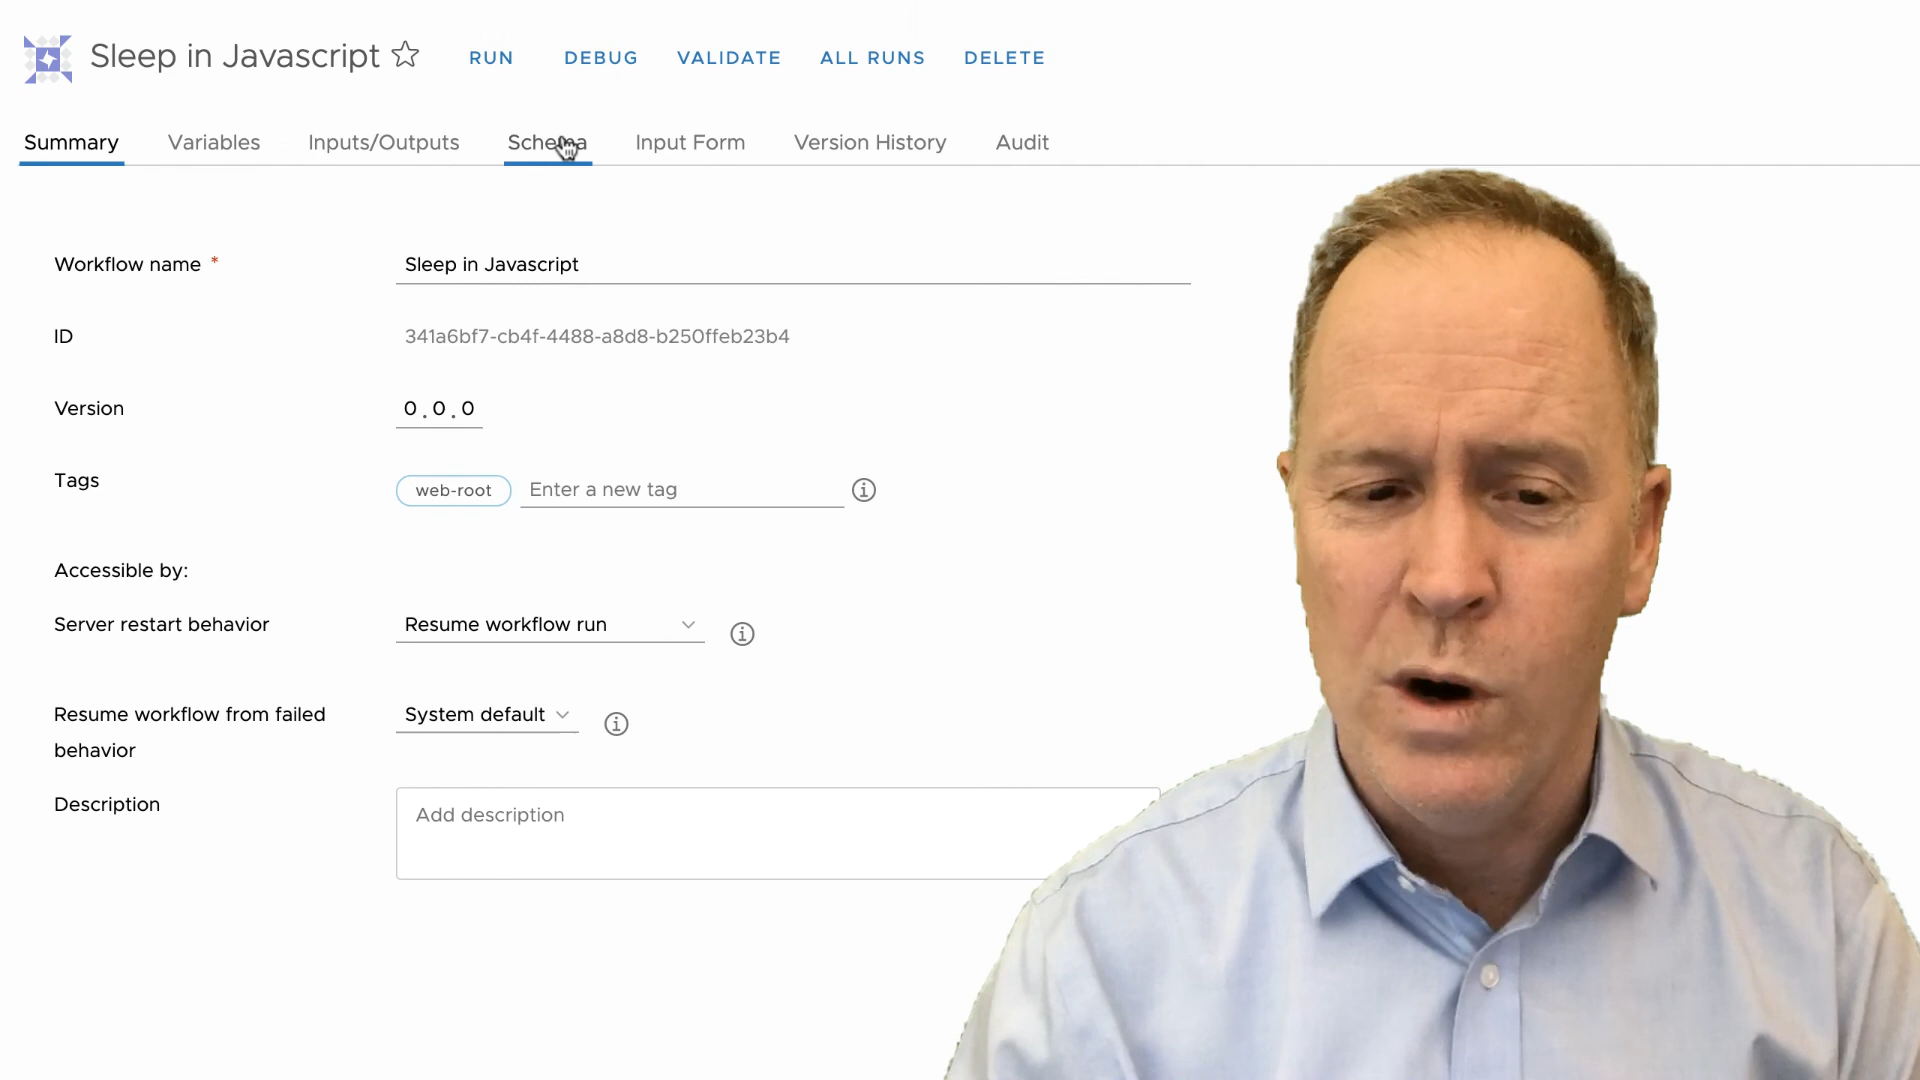 Sleep in Javascript RUN DEBUG VALIDATE ALL RUNS DELETE
Summary Variables Inputs/Outputs Schema Input Form Version History Audit
Workflow name * Sleep in Javascript
ID 341a6bf7-cb4f-4488-a8d8-b250ffeb23b4
Version 0.0.0
Tags web-root Enter a new tag
Accessible by:
Server restart behavior Resume workflow run
Resume workflow from failed behavior System default
Description Add description